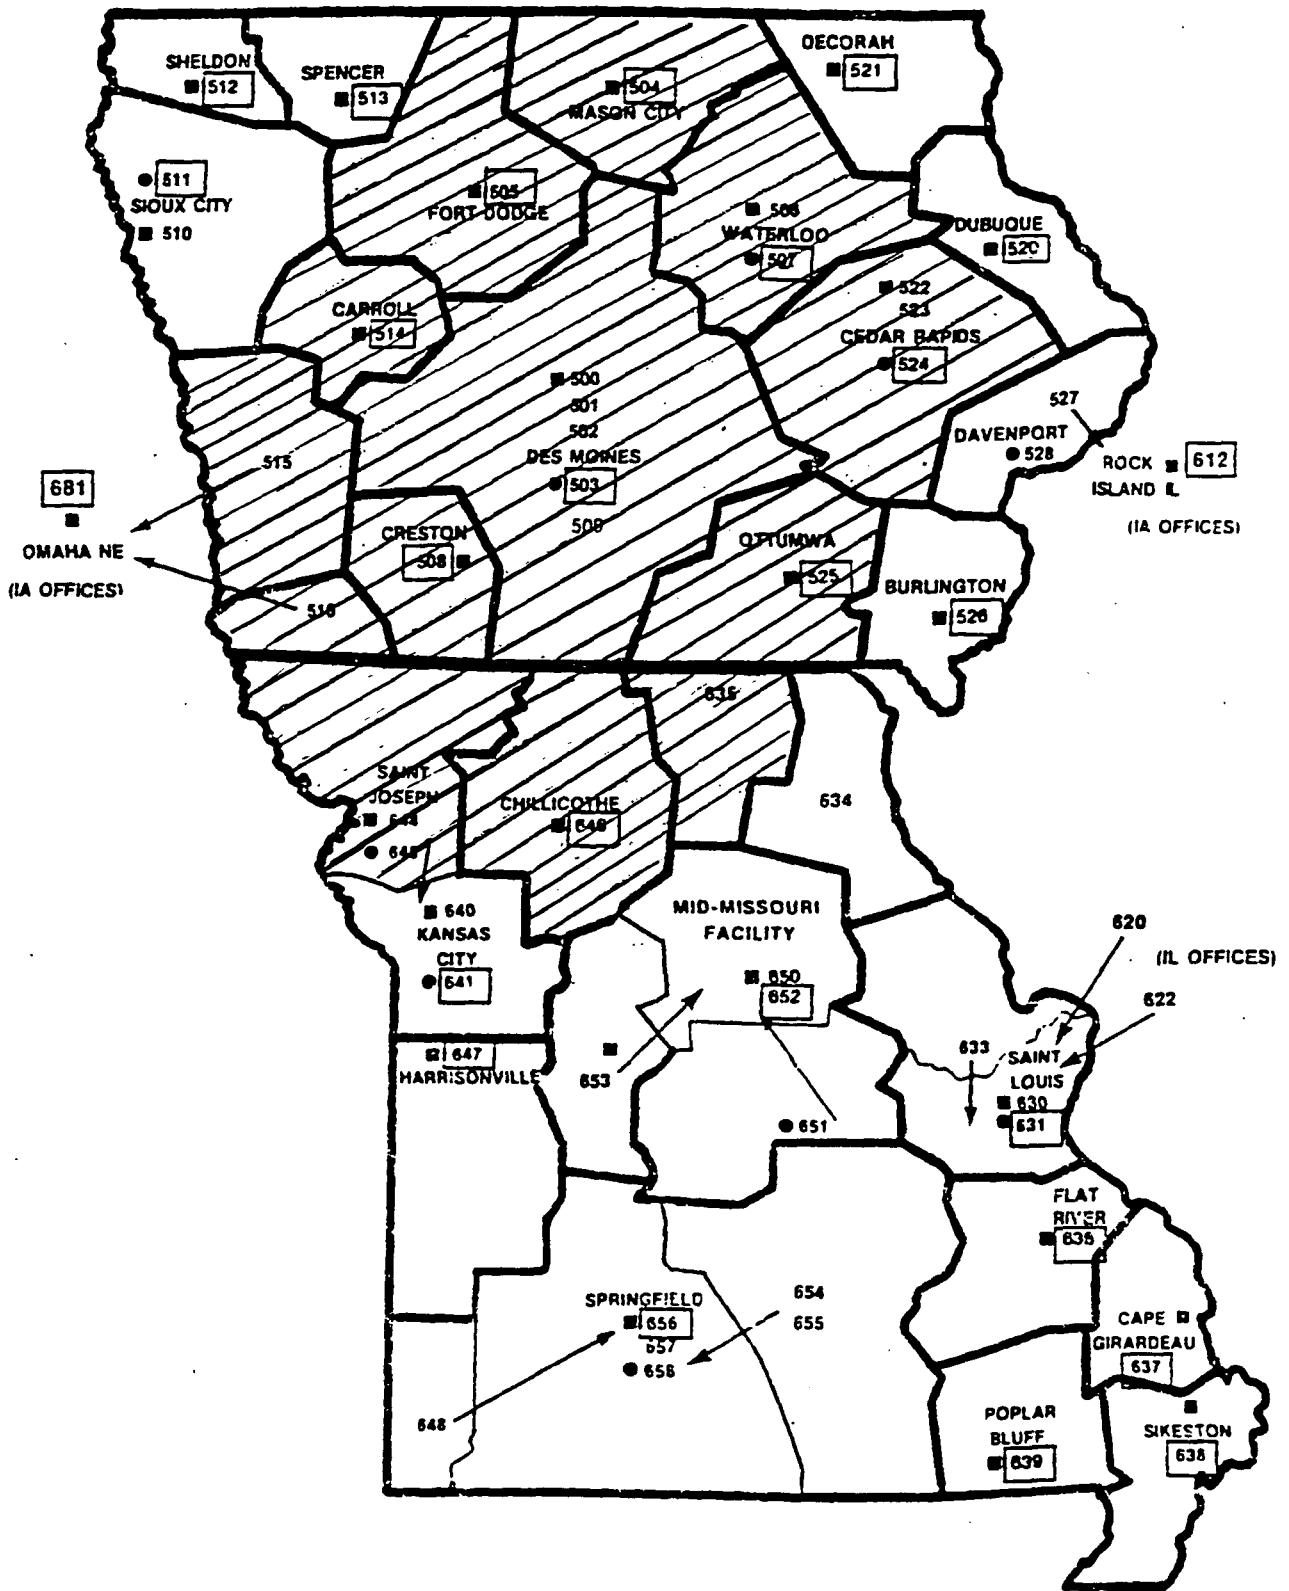 DECORAH
521
SHELDON
512
SPENCER
513
504
MASON CITY
511
SIOUX CITY
510
505
FORT DODGE
506
WATERLOO
507
DUBUQUE
520
522
523
CEDAR RAPIDS
524
CARROLL
514
500
501
502
DES MOINES
503
509
527
DAVENPORT
528
ROCK
ISLAND IL
612
(IA OFFICES)
515
681
OMAHA NE
(IA OFFICES)
CRESTON
508
516
OTTUMWA
525
BURLINGTON
526
635
634
SAINT
JOSEPH
644
645
CHILLICOTHE
646
640
KANSAS
CITY
641
MID-MISSOURI
FACILITY
650
652
620
(IL OFFICES)
622
647
HARRISONVILLE
653
651
633
SAINT
LOUIS
630
631
FLAT
RIVER
SPRINGFIELD
656
657
658
654
655
648
CAPE
GIRARDEAU
637
POPLAR
BLUFF
639
SIKESTON
638